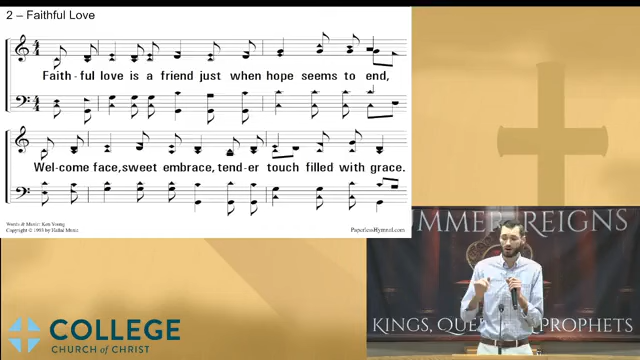 2 – Faithful Love
Faith-ful love is a friend just when hope seems to end,
Wel-come face, sweet embrace, tend-er touch filled with grace.
Words & Music: Ken Young
Copyright © 1993 by Hallal Music
PaperlessHymnal.com
UMMER REIGNS
KINGS, QUE PROPHETS
COLLEGE
CHURCH of CHRIST